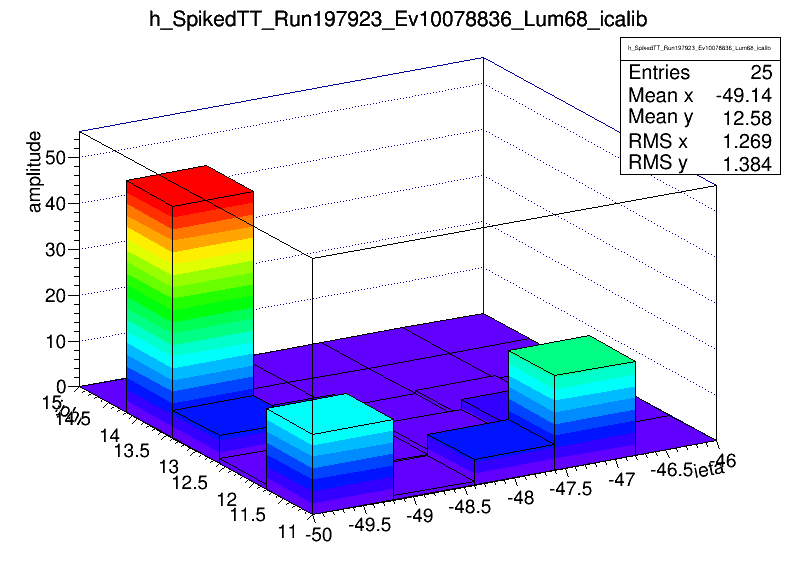 h_SpikedTT_Run197923_Ev10078836_Lum68_icalib
h_SpikedTT_Run197923_Ev10078836_Lum68_icalib
Entries 25
Mean x -49.14
Mean y 12.58
RMS x 1.269
RMS y 1.384
amplitude
50
40
30
20
10
0
15
14.5
14
13.5
13
12.5
12
11.5
11
-50
-49.5
-49
-48.5
-48
-47.5
-47
-46.5
-46
ieta